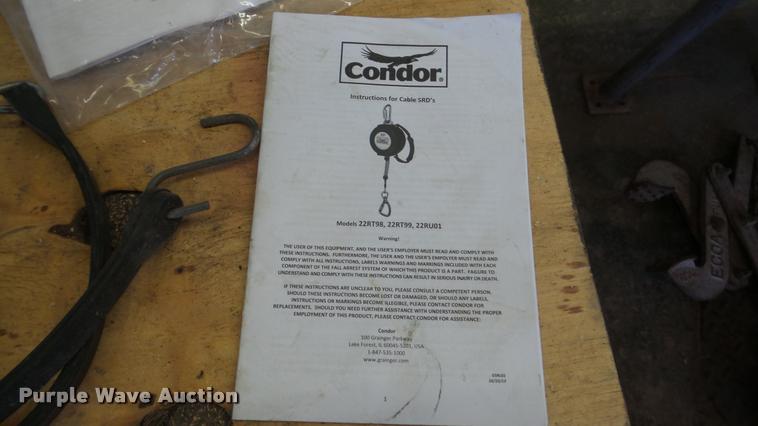 Condor®
Instructions for Cable SRD's
Models 22RT98, 22RT99, 22RU01
Warning!
THE USER OF THIS EQUIPMENT, AND THE USER'S EMPLOYER MUST READ AND COMPLY WITH
THESE INSTRUCTIONS. FURTHERMORE, THE USER AND THE USER'S EMPOLYER MUST READ AND
COMPLY WITH ALL INSTRUCTIONS, LABELS WARNINGS AND MARKINGS INCLUDED WITH EACH
COMPONENT OF THE FALL ARREST SYSTEM OF WHICH THIS PRODUCT IS A PART. FAILURE TO
UNDERSTAND AND COMPLY WITH THESE INSTRUCTIONS CAN RESULT IN SERIOUS INJURY OR DEATH.
IF THESE INSTRUCTIONS ARE UNCLEAR TO YOU, PLEASE CONSULT A COMPETENT PERSON.
SHOULD THESE INSTRUCTIONS BECOME LOST OR DAMAGED, OR SHOULD ANY LABELS,
INSTRUCTIONS OR MARKINGS BECOME ILLEGIBLE, PLEASE CONTACT CONDOR FOR
REPLACEMENTS. SHOULD YOU NEED FURTHER ASSISTANCE WITH UNDERSTANDING THE PROPER
EMPLOYMENT OF THIS PRODUCT, PLEASE CONTACT CONDOR FOR ASSISTANCE:
Condor
100 Grainger Parkway
Lake Forest, IL 60045-5201, USA
1-847-535-1000
www.grainger.com
1
Purple Wave Auction